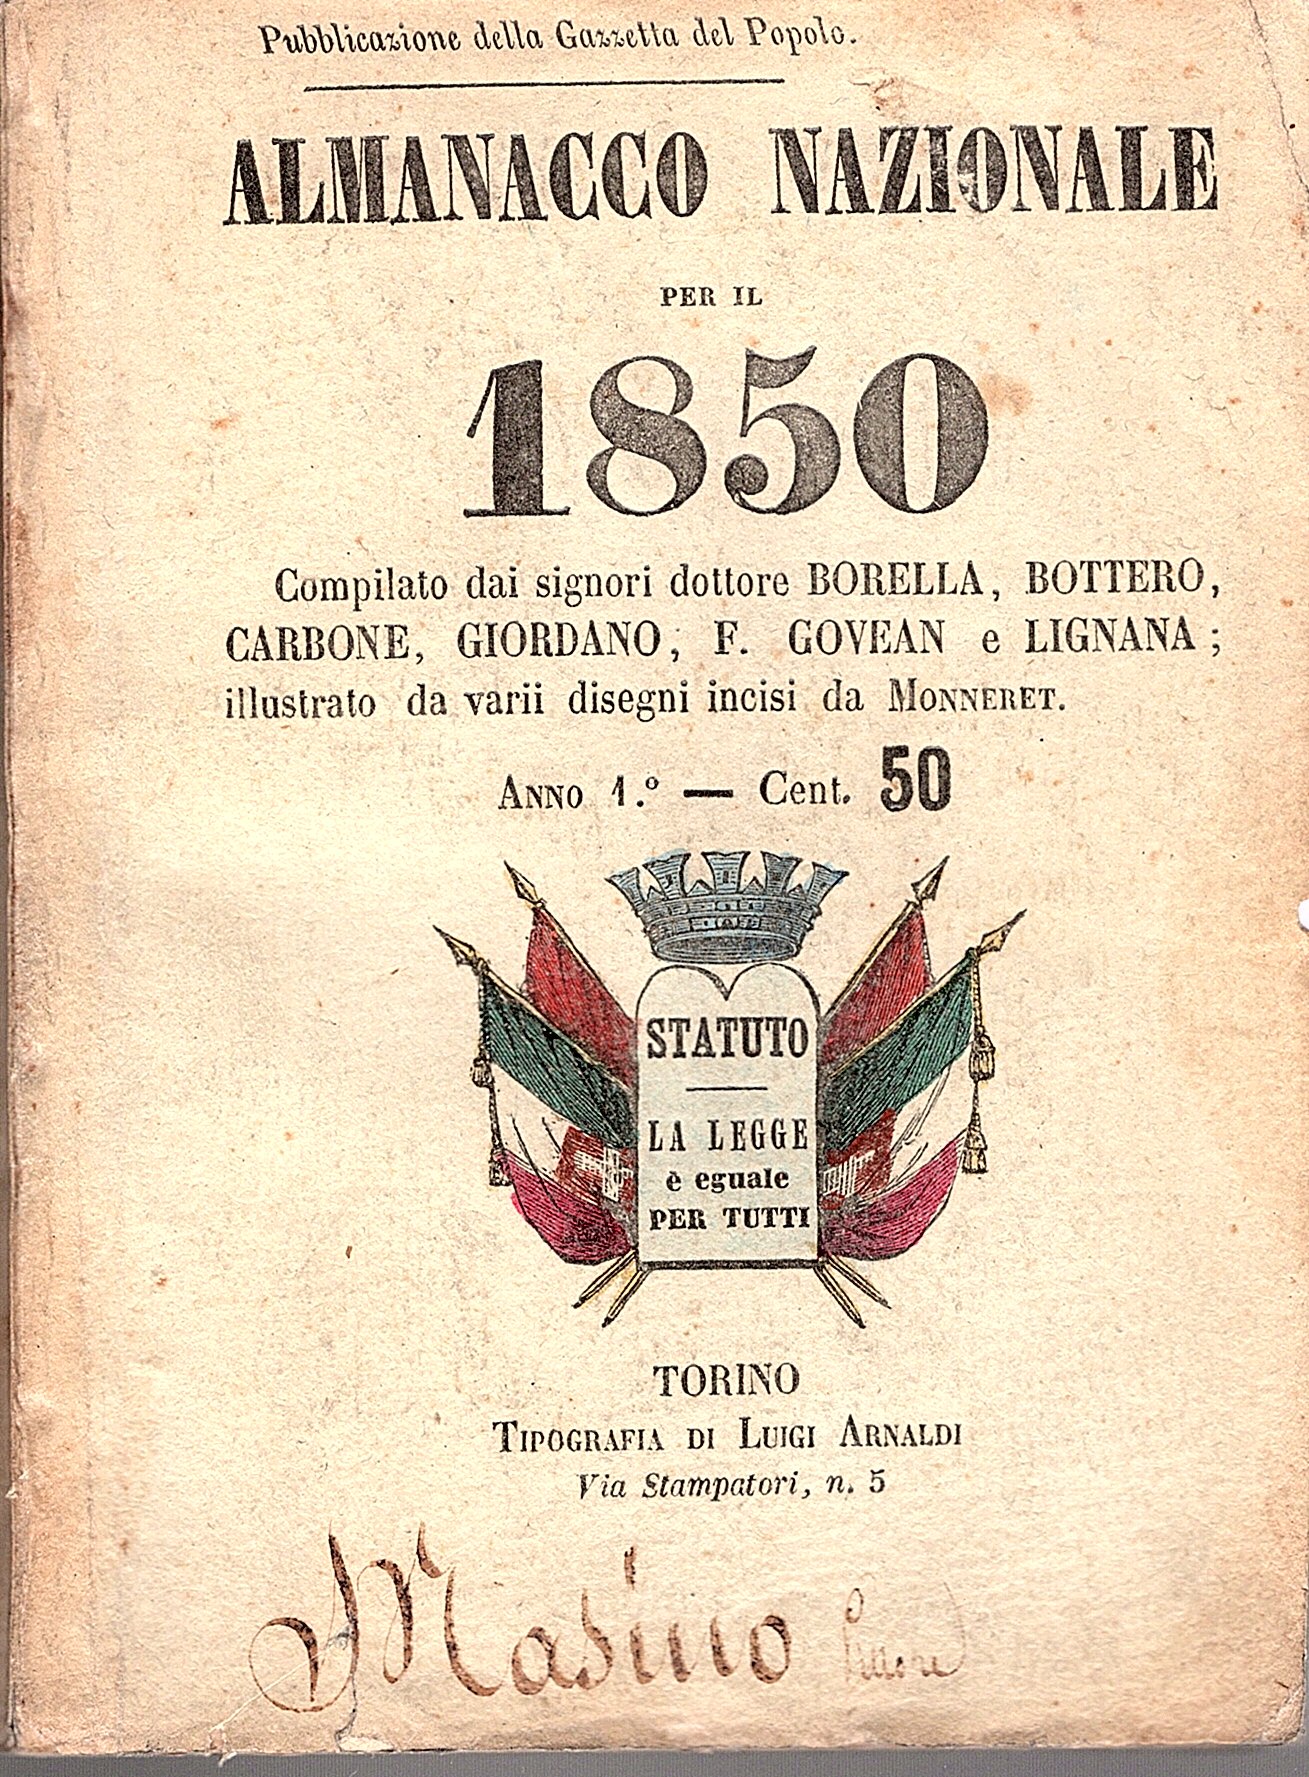 Pubblicazione della Gazzetta del Popolo.
ALMANACCO NAZIONALE
PER IL
1850
Compilato dai signori dottore BORELLA, BOTTERO,
CARBONE, GIORDANO, F. GOVEAN e LIGNANA;
illustrato da varii disegni incisi da MONNERET.
ANNO 1.º — Cent. 50
STATUTO
LA LEGGE
è eguale
PER TUTTI
TORINO
TIPOGRAFIA DI LUIGI ARNALDI
Via Stampatori, n. 5
Masino